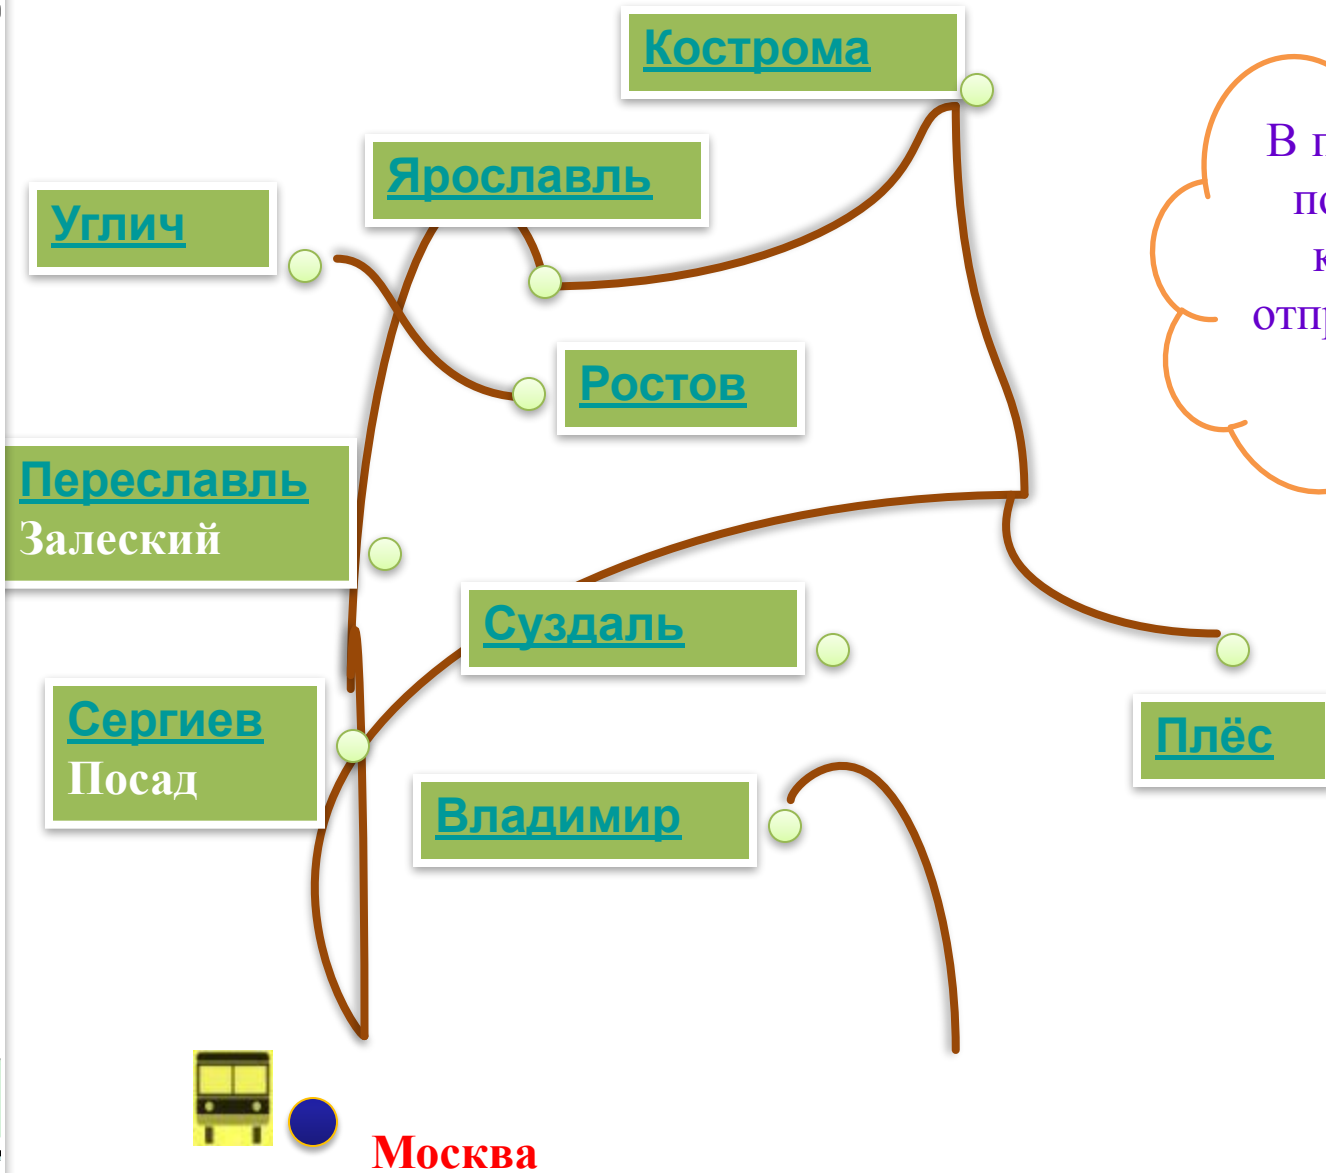 Кострома
Ярославль
Углич
Ростов
Переславль
Залеский
Суздаль
Сергиев
Посад
Плёс
Владимир
Москва
В